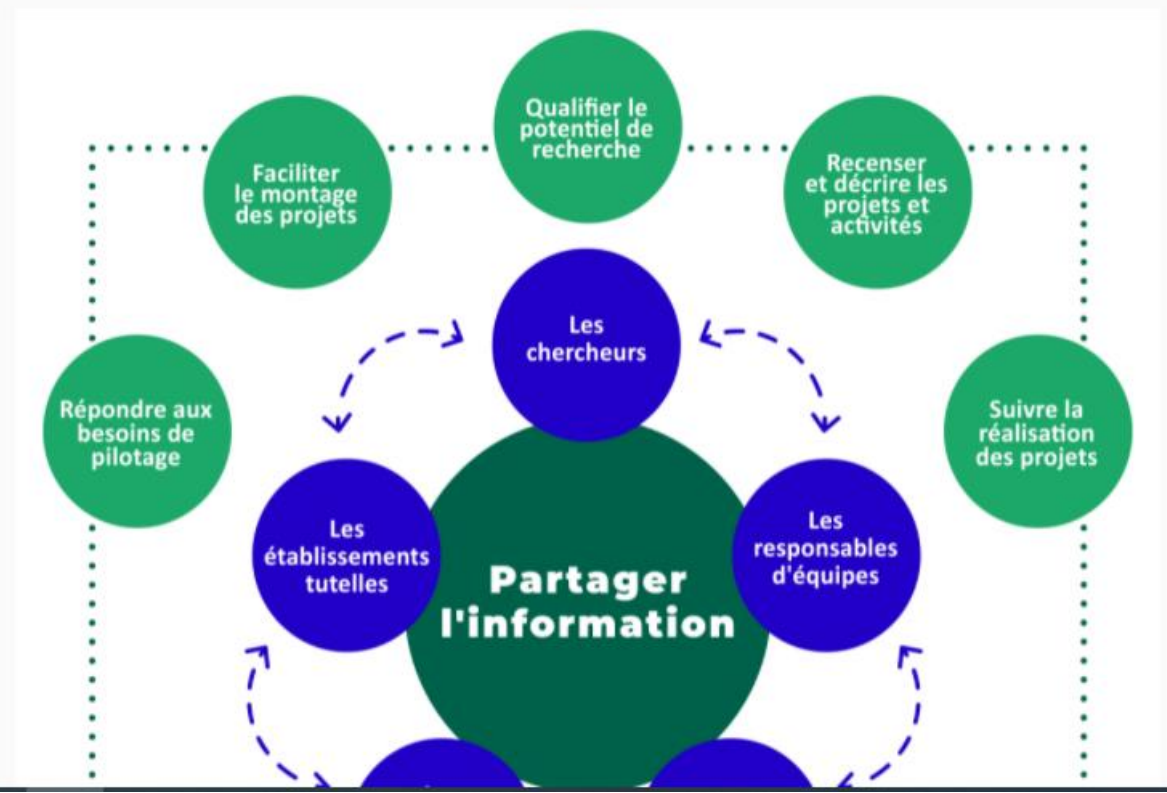 Qualifier le
potentiel de
recherche
Faciliter
le montage
des projets
Recenser
et décrire les
projets et
activités
Les
chercheurs
Répondre aux
besoins de
pilotage
Suivre la
réalisation
des projets
Les
établissements
tutelles
Les
responsables
d'équipes
Partager
l'information